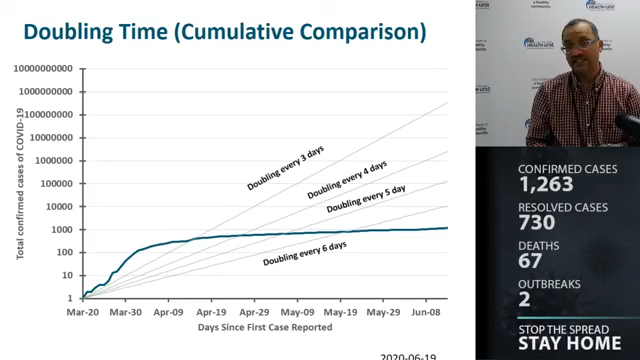 Doubling Time (Cumulative Comparison)
10000000000
1000000000
100000000
10000000
1000000
100000
10000
1000
100
10
1
Total confirmed cases of COVID-19
Doubling every 3 days
Doubling every 4 days
Doubling every 5 day
Doubling every 6 days
Mar-20
Mar-30
Apr-09
Apr-19
Apr-29
May-09
May-19
May-29
Jun-08
Days Since First Case Reported
2020-06-19
HEALTH UNIT
HEALTH UNIT
CONFIRMED CASES
1,263
RESOLVED CASES
730
DEATHS
67
OUTBREAKS
2
STOP THE SPREAD
STAY HOME